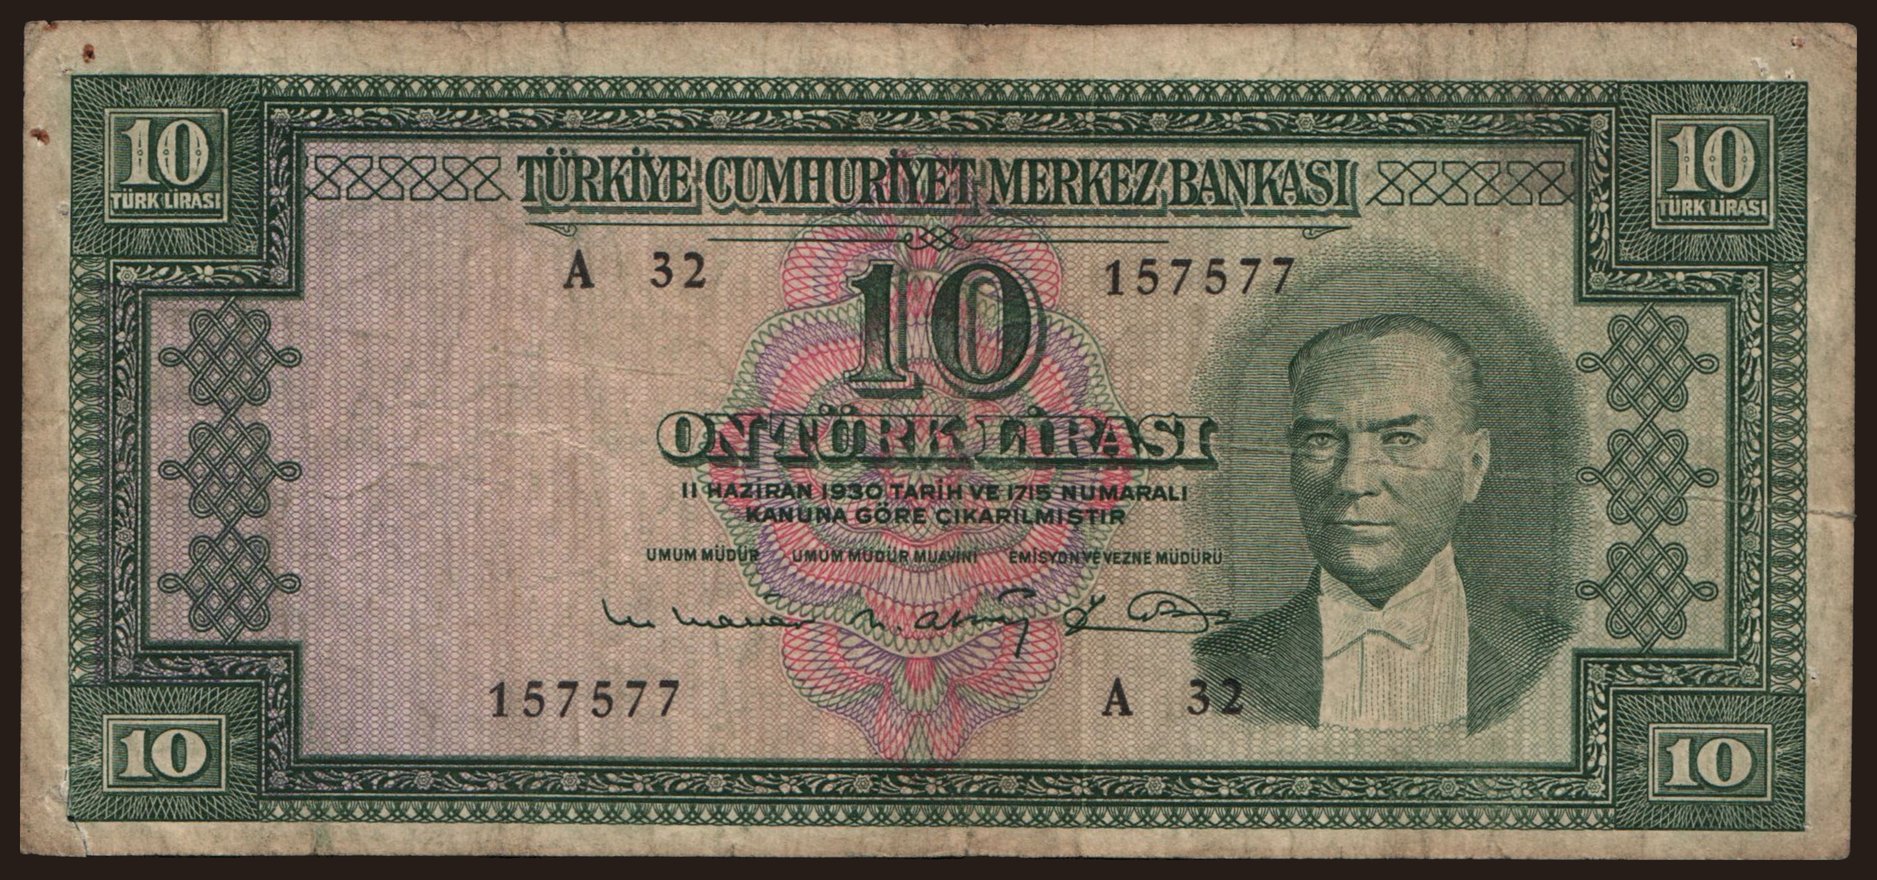 10 10
TÜRK LİRASI TÜRK LİRASI
TÜRKİYE CUMHURİYET MERKEZ BANKASI
A 32 157577
10
ON TÜRK LİRASI
11 HAZİRAN 1930 TARİH VE 1715 NUMARALI
KANUNA GÖRE ÇIKARILMIŞTIR
UMUM MÜDÜR UMUM MÜDÜR MUAVİNİ EMİSYON VE VEZNE MÜDÜRÜ
157577 A 32
10 10